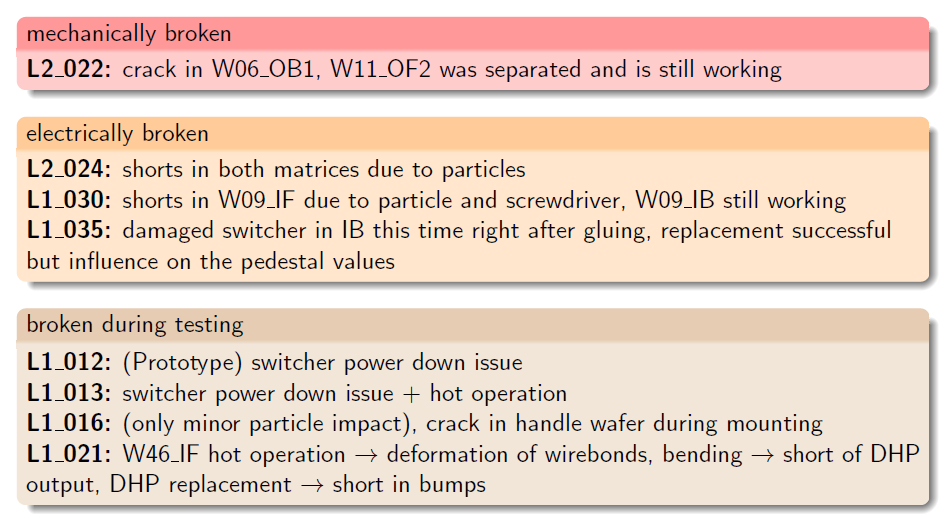 mechanically broken
L2_022: crack in W06_OB1, W11_OF2 was separated and is still working
electrically broken
L2_024: shorts in both matrices due to particles
L1_030: shorts in W09_IF due to particle and screwdriver, W09_IB still working
L1_035: damaged switcher in IB this time right after gluing, replacement successful
but influence on the pedestal values
broken during testing
L1_012: (Prototype) switcher power down issue
L1_013: switcher power down issue + hot operation
L1_016: (only minor particle impact), crack in handle wafer during mounting
L1_021: W46_IF hot operation → deformation of wirebonds, bending → short of DHP
output, DHP replacement → short in bumps